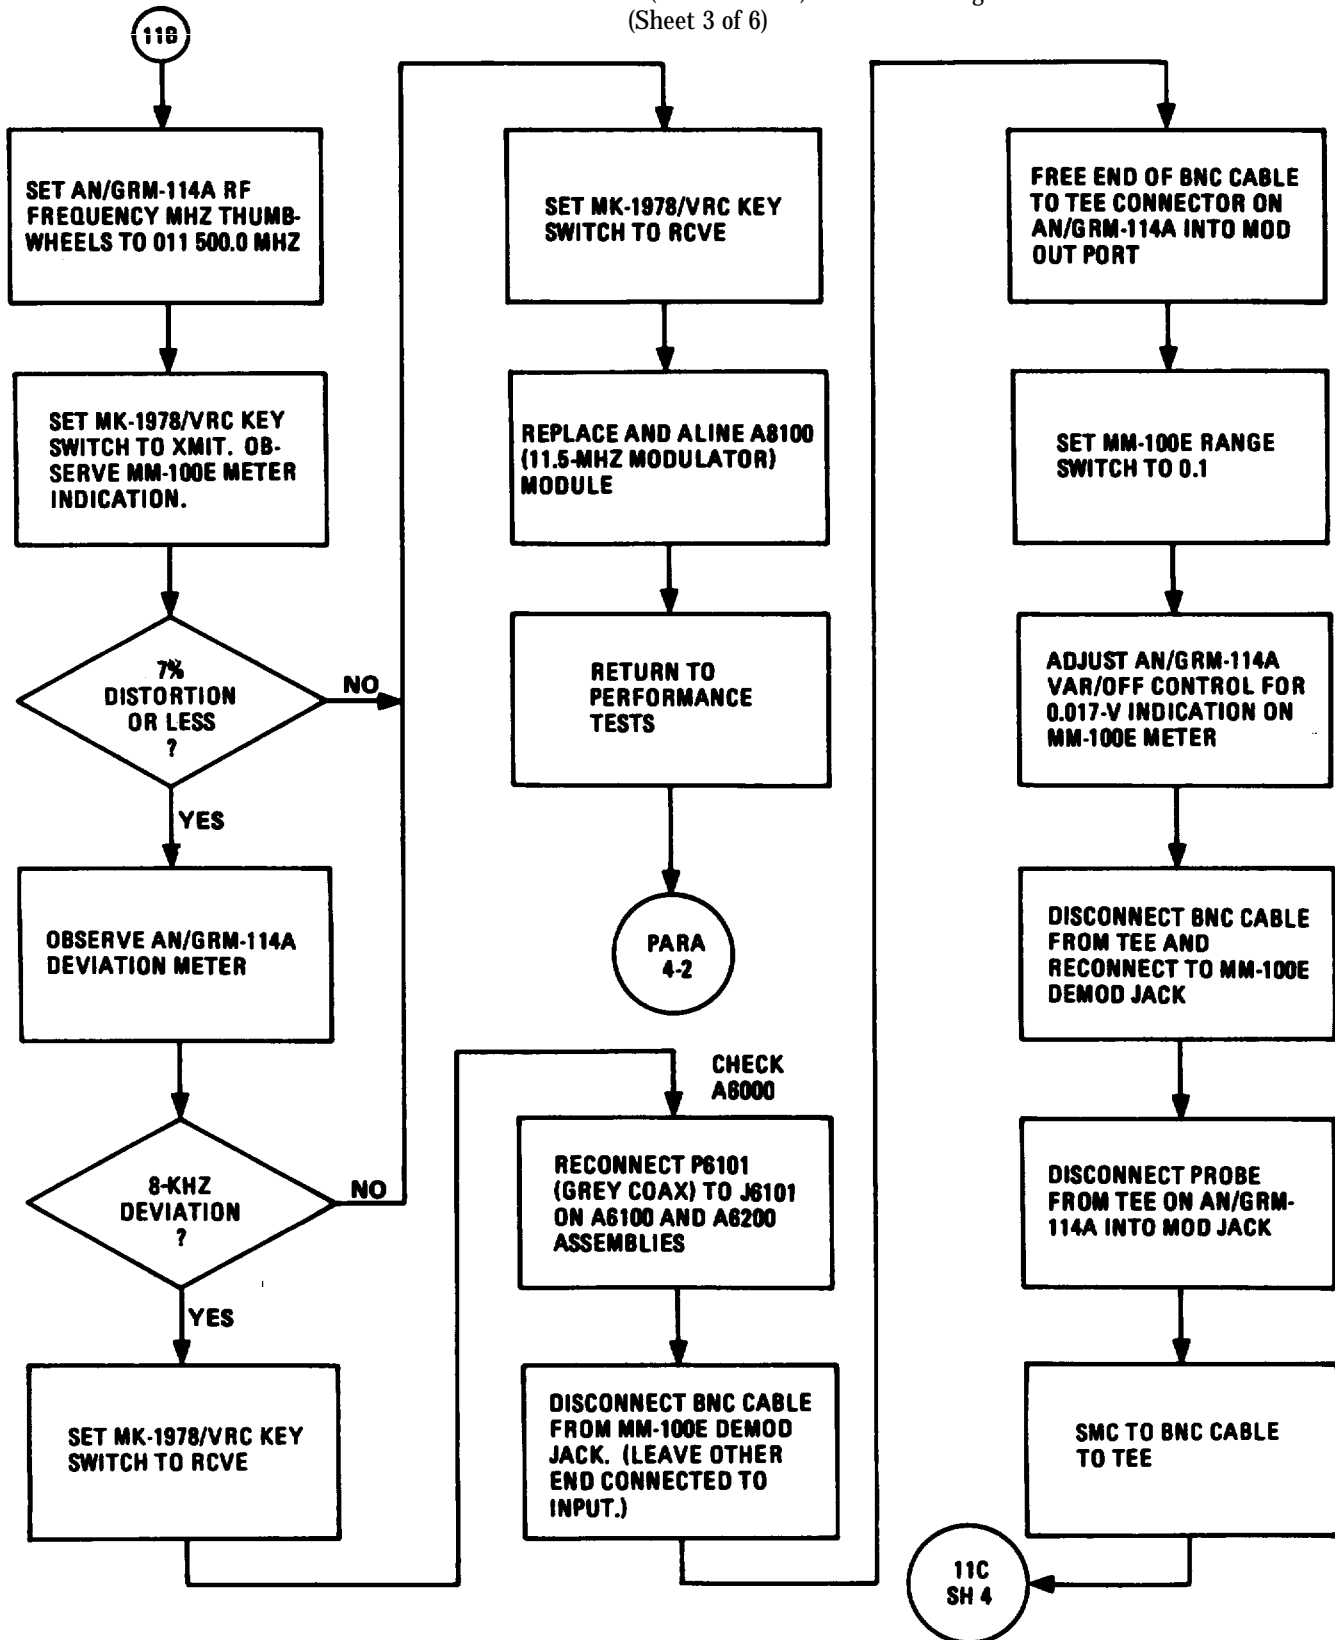 (Sheet 3 of 6)
11B
SET AN/GRM-114A RF
FREQUENCY MHZ THUMB-
WHEELS TO 011 500.0 MHZ
SET MK-1978/VRC KEY
SWITCH TO XMIT. OB-
SERVE MM-100E METER
INDICATION.
7%
DISTORTION
OR LESS
?
NO
YES
OBSERVE AN/GRM-114A
DEVIATION METER
8-KHZ
DEVIATION
?
NO
YES
SET MK-1978/VRC KEY
SWITCH TO RCVE
SET MK-1978/VRC KEY
SWITCH TO RCVE
REPLACE AND ALINE A8100
(11.5-MHZ MODULATOR)
MODULE
RETURN TO
PERFORMANCE
TESTS
PARA
4-2
CHECK
A6000
RECONNECT P6101
(GREY COAX) TO J6101
ON A6100 AND A6200
ASSEMBLIES
DISCONNECT BNC CABLE
FROM MM-100E DEMOD
JACK. (LEAVE OTHER
END CONNECTED TO
INPUT.)
FREE END OF BNC CABLE
TO TEE CONNECTOR ON
AN/GRM-114A INTO MOD
OUT PORT
SET MM-100E RANGE
SWITCH TO 0.1
ADJUST AN/GRM-114A
VAR/OFF CONTROL FOR
0.017-V INDICATION ON
MM-100E METER
DISCONNECT BNC CABLE
FROM TEE AND
RECONNECT TO MM-100E
DEMOD JACK
DISCONNECT PROBE
FROM TEE ON AN/GRM-
114A INTO MOD JACK
SMC TO BNC CABLE
TO TEE
11C
SH 4